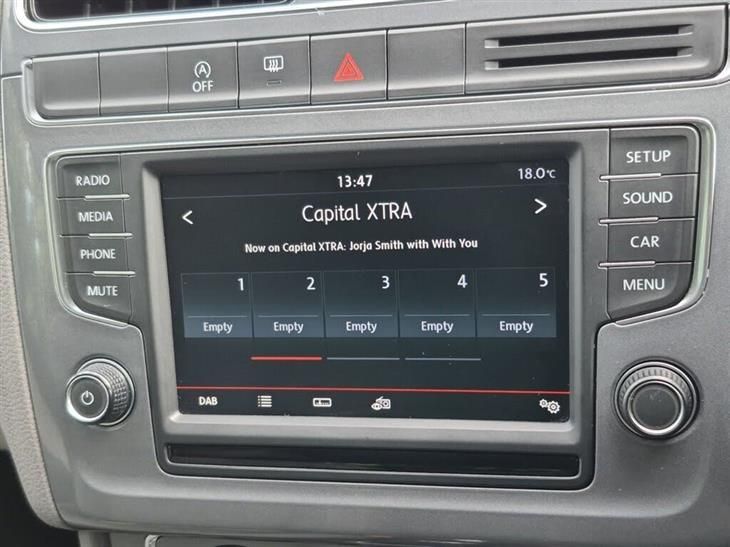 OFF
RADIO
MEDIA
PHONE
MUTE
13:47
18.0°C
< Capital XTRA >
Now on Capital XTRA: Jorja Smith with With You
1 2 3 4 5
Empty Empty Empty Empty Empty
DAB
SETUP
SOUND
CAR
MENU